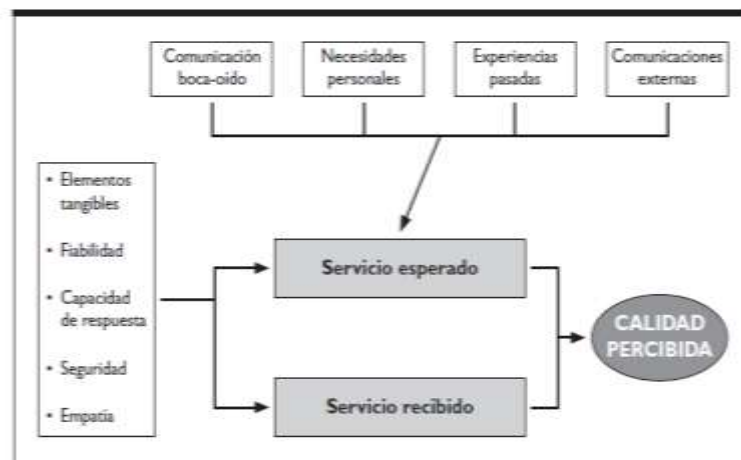 Comunicación
boca-oído
Necesidades
personales
Experiencias
pasadas
Comunicaciones
externas
• Elementos
tangibles
• Fiabilidad
• Capacidad
de respuesta
• Seguridad
• Empatía
Servicio esperado
Servicio recibido
CALIDAD
PERCIBIDA